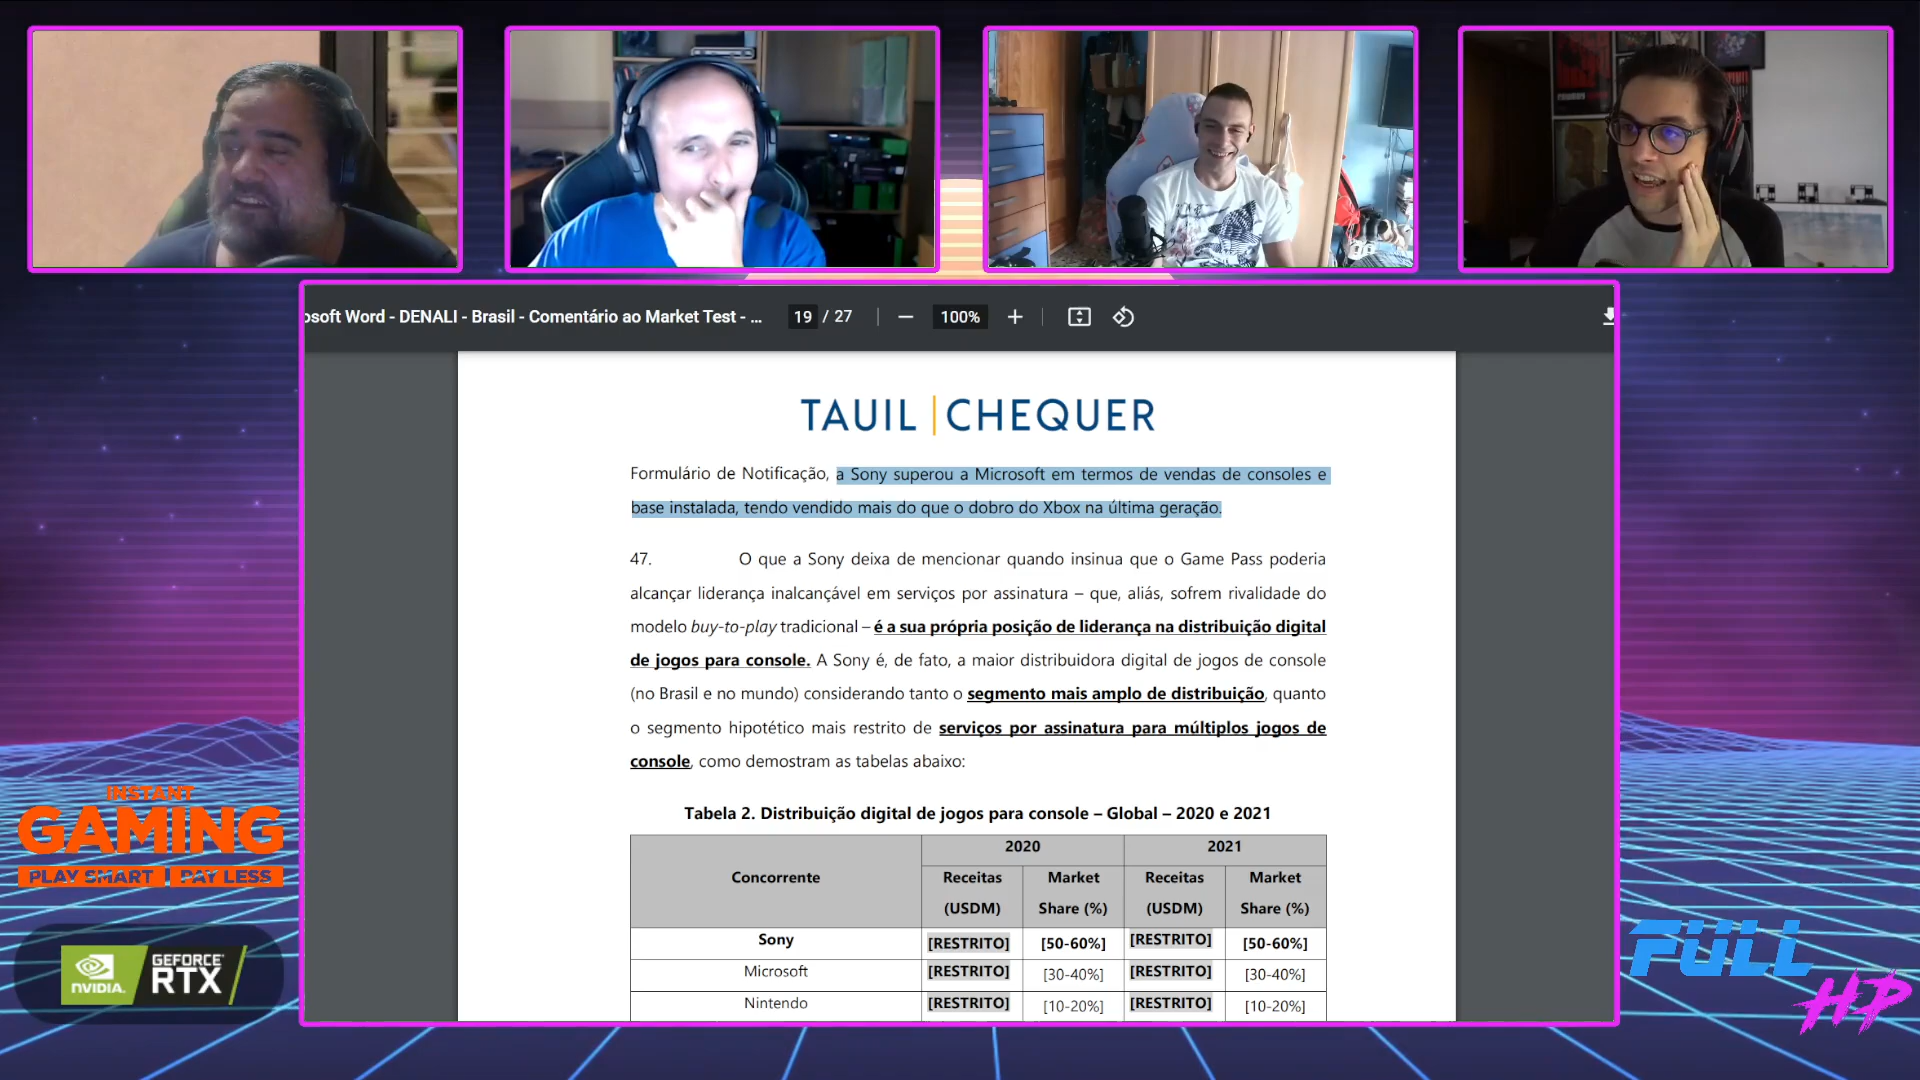 osoft Word - DENALI - Brasil - Comentário ao Market Test - ... 19 / 27 100%
TAUIL | CHEQUER
Formulário de Notificação, a Sony superou a Microsoft em termos de vendas de consoles e
base instalada, tendo vendido mais do que o dobro do Xbox na última geração.
47. O que a Sony deixa de mencionar quando insinua que o Game Pass poderia
alcançar liderança inalcançável em serviços por assinatura – que, aliás, sofrem rivalidade do
modelo buy-to-play tradicional – é a sua própria posição de liderança na distribuição digital
de jogos para console. A Sony é, de fato, a maior distribuidora digital de jogos de console
(no Brasil e no mundo) considerando tanto o segmento mais amplo de distribuição, quanto
o segmento hipotético mais restrito de serviços por assinatura para múltiplos jogos de
console, como demostram as tabelas abaixo:
Tabela 2. Distribuição digital de jogos para console – Global – 2020 e 2021
2020 2021
Concorrente Receitas Market Receitas Market
(USDM) Share (%) (USDM) Share (%)
Sony [RESTRITO] [50-60%] [RESTRITO] [50-60%]
Microsoft [RESTRITO] [30-40%] [RESTRITO] [30-40%]
Nintendo [RESTRITO] [10-20%] [RESTRITO] [10-20%]
INSTANT
GAMING
PLAY SMART PAY LESS
NVIDIA. GEFORCE
RTX
FULL
HP